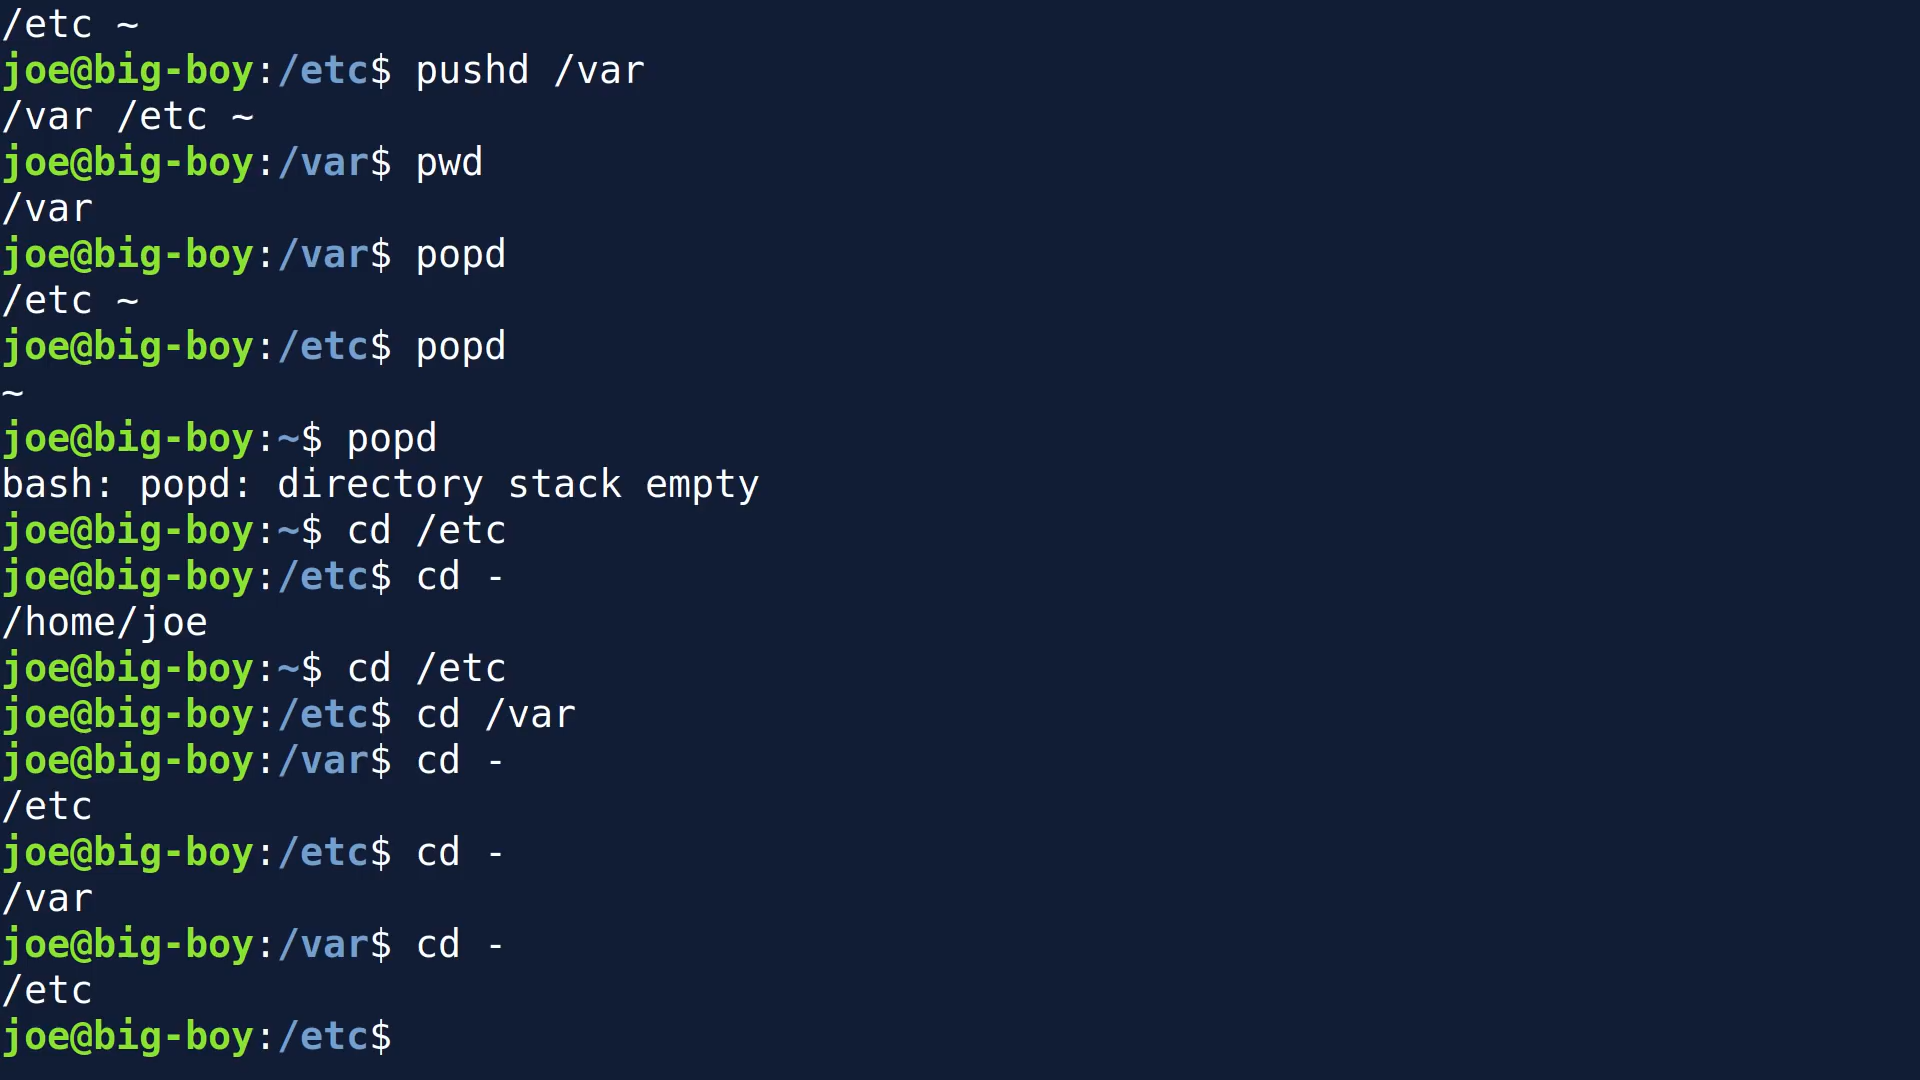 /etc ~
joe@big-boy:/etc$ pushd /var
/var /etc ~
joe@big-boy:/var$ pwd
/var
joe@big-boy:/var$ popd
/etc ~
joe@big-boy:/etc$ popd
~
joe@big-boy:~$ popd
bash: popd: directory stack empty
joe@big-boy:~$ cd /etc
joe@big-boy:/etc$ cd -
/home/joe
joe@big-boy:~$ cd /etc
joe@big-boy:/etc$ cd /var
joe@big-boy:/var$ cd -
/etc
joe@big-boy:/etc$ cd -
/var
joe@big-boy:/var$ cd -
/etc
joe@big-boy:/etc$